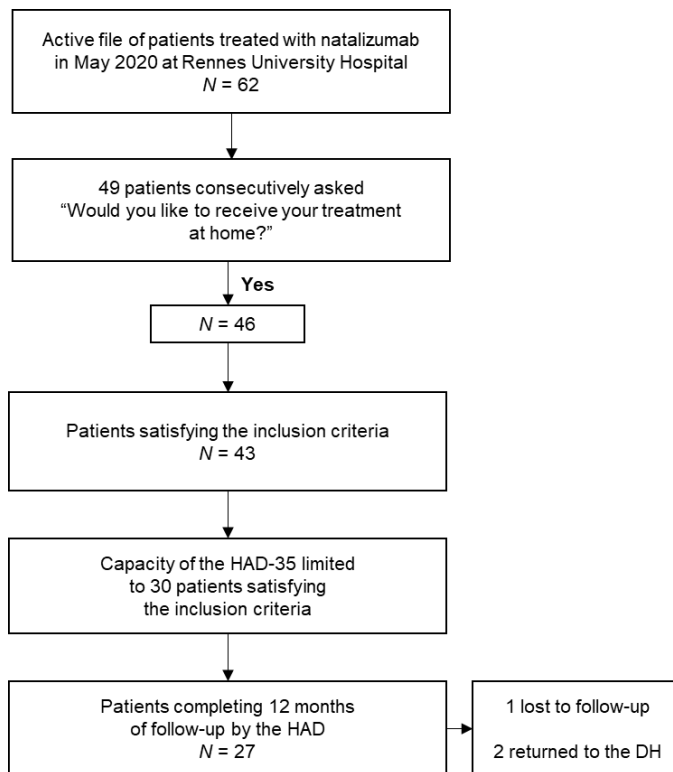 Active file of patients treated with natalizumab
in May 2020 at Rennes University Hospital
N = 62
49 patients consecutively asked
“Would you like to receive your treatment
at home?”
Yes
N = 46
Patients satisfying the inclusion criteria
N = 43
Capacity of the HAD-35 limited
to 30 patients satisfying
the inclusion criteria
Patients completing 12 months
of follow-up by the HAD
N = 27
1 lost to follow-up
2 returned to the DH